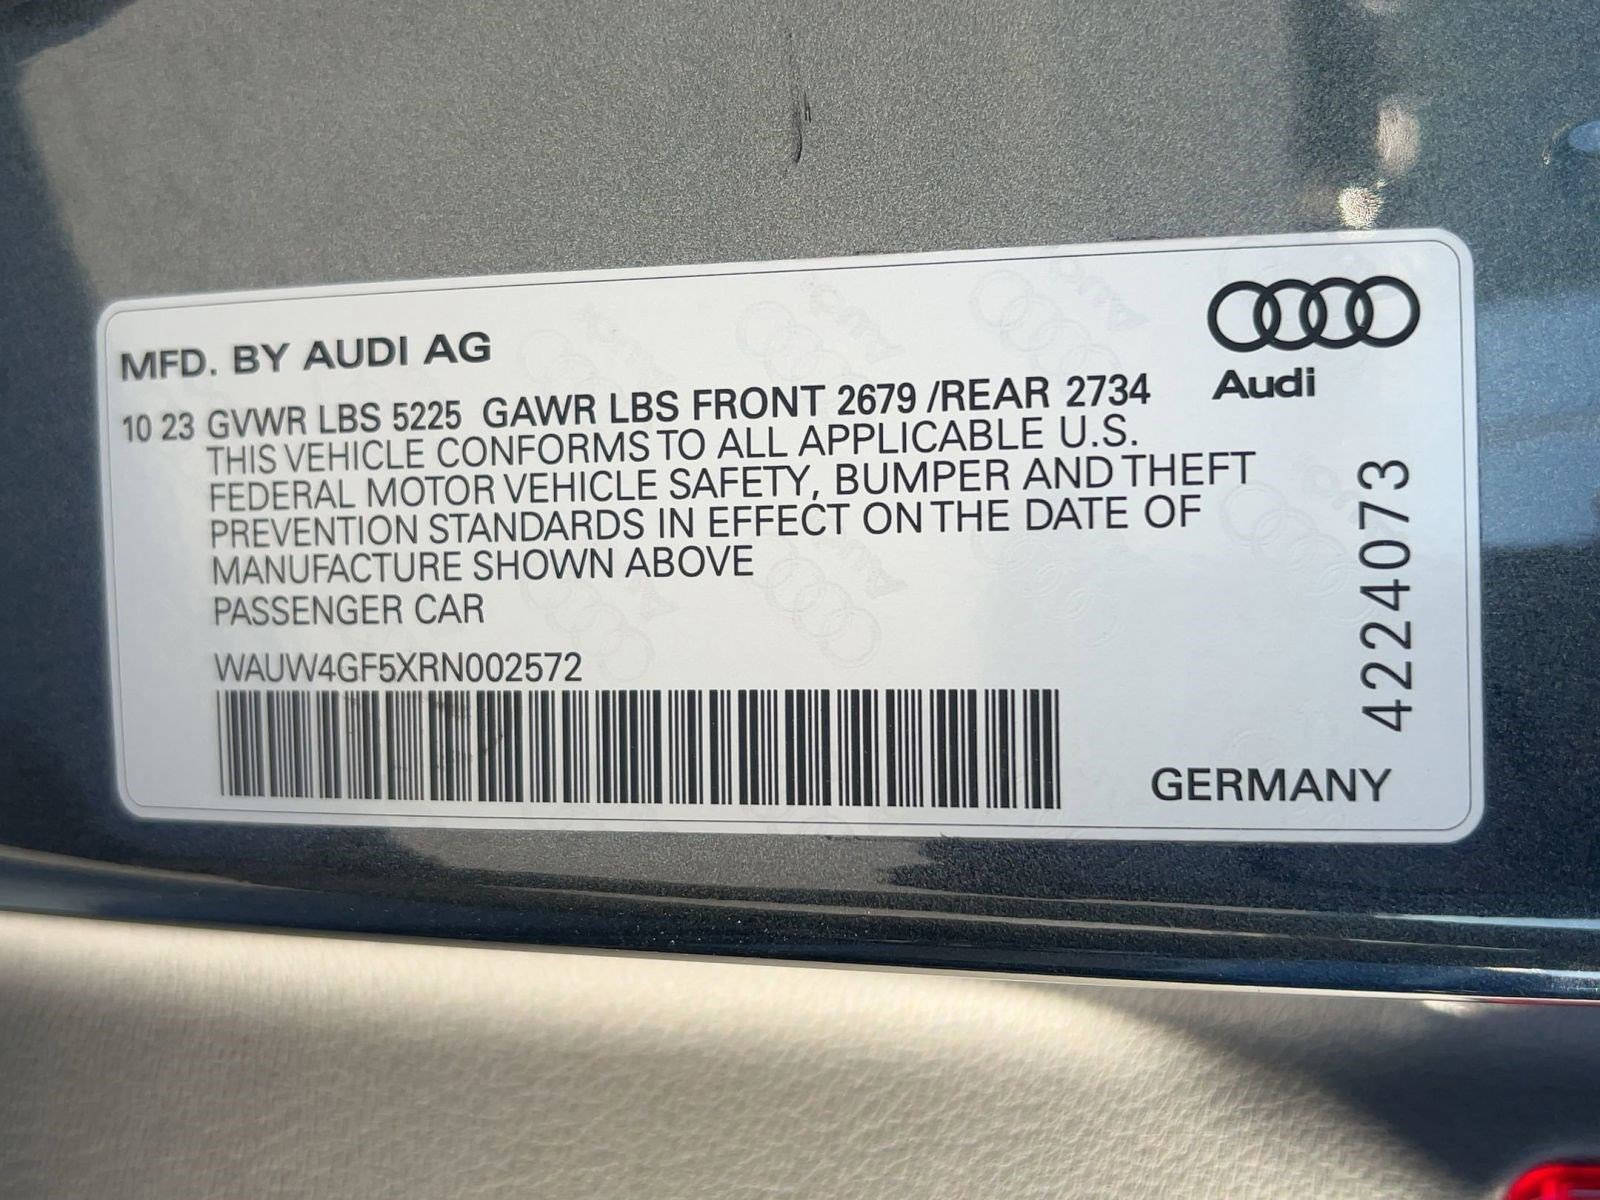 MFD. BY AUDI AG
Audi
10 23 GVWR LBS 5225 GAWR LBS FRONT 2679 /REAR 2734
THIS VEHICLE CONFORMS TO ALL APPLICABLE U.S.
FEDERAL MOTOR VEHICLE SAFETY, BUMPER AND THEFT
PREVENTION STANDARDS IN EFFECT ON THE DATE OF
MANUFACTURE SHOWN ABOVE
PASSENGER CAR
WAUW4GF5XRN002572
4224073
GERMANY